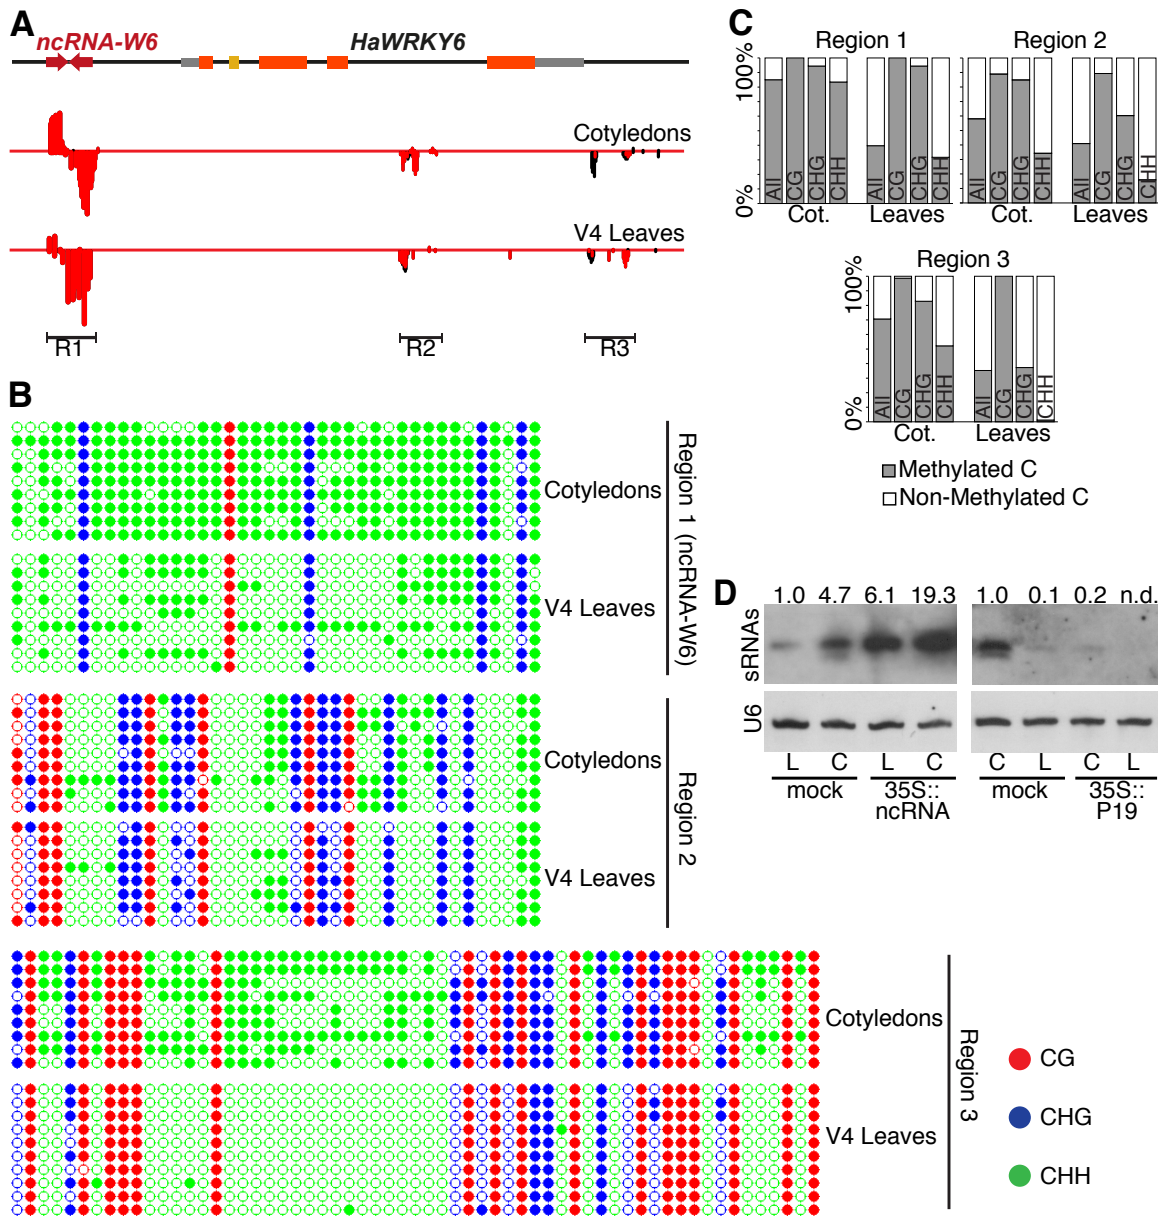 A
ncRNA-W6
HaWRKY6
Cotyledons
V4 Leaves
R1
R2
R3
C
Region 1
Region 2
100%
0%
All
CG
CHG
CHH
All
CG
CHG
CHH
All
CG
CHG
CHH
All
CG
CHG
CHH
Cot.
Leaves
Cot.
Leaves
Region 3
100%
0%
All
CG
CHG
CHH
All
CG
CHG
CHH
Cot.
Leaves
Methylated C
Non-Methylated C
B
Cotyledons
V4 Leaves
Region 1 (ncRNA-W6)
Cotyledons
V4 Leaves
Region 2
Cotyledons
V4 Leaves
Region 3
CG
CHG
CHH
D
1.0 4.7 6.1 19.3
1.0 0.1 0.2 n.d.
sRNAs
U6
L C L C
C L C L
mock
35S::
ncRNA
mock
35S::
P19